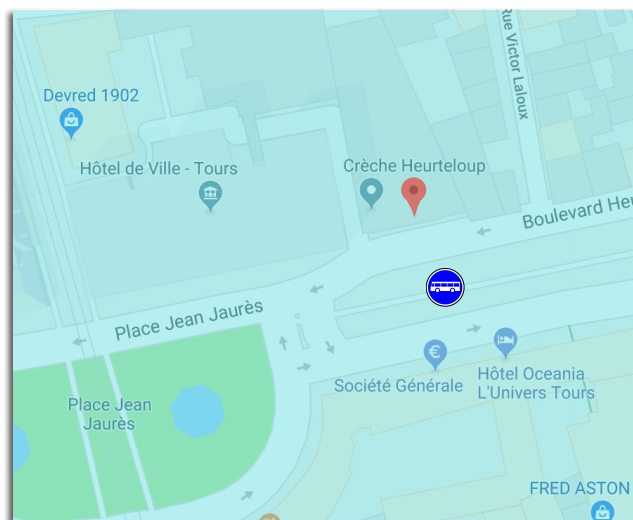 Rue Victor Laloux
Devred 1902
Hôtel de Ville - Tours
Crèche Heurteloup
Boulevard Heu
Place Jean Jaurès
€
Société Générale
Hôtel Oceania
L'Univers Tours
Place Jean
Jaurès
FRED ASTON